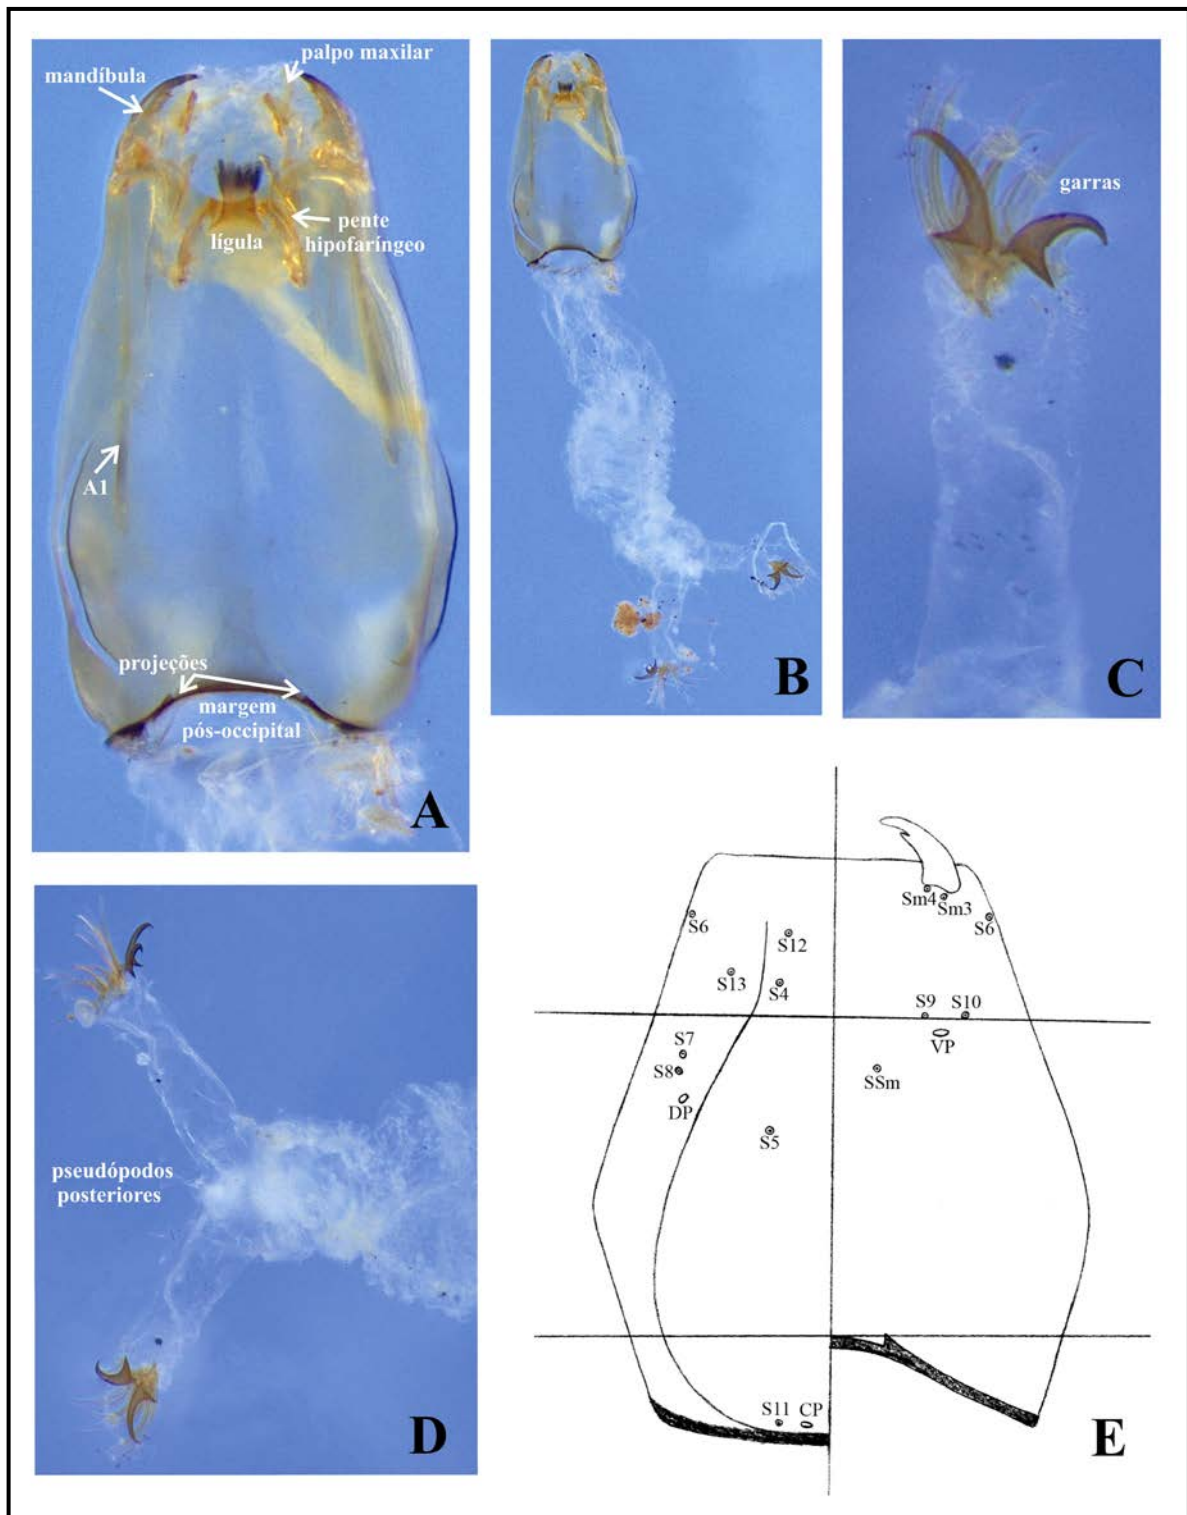 palpo maxilar
mandíbula
pente
hipofaríngeo
lígula
A1
projeções
margem
pós-occipital
A
B
garras
C
pseudópodos
posteriores
D
Sm4
Sm3
S6
S6
S12
S13
S4
S9
S10
VP
S7
S8
SSm
DP
S5
S11
CP
E